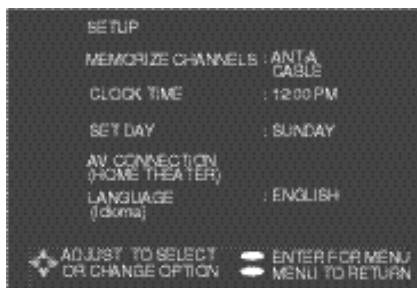 SETUP
MEMORIZE CHANNELS : ANT-A
CABLE
CLOCK TIME : 12:00 PM
SET DAY : SUNDAY
AV CONNECTION
(HOME THEATER)
LANGUAGE : ENGLISH
(Idioma)
ADJUST TO SELECT ENTER FOR MENU
OR CHANGE OPTION MENU TO RETURN